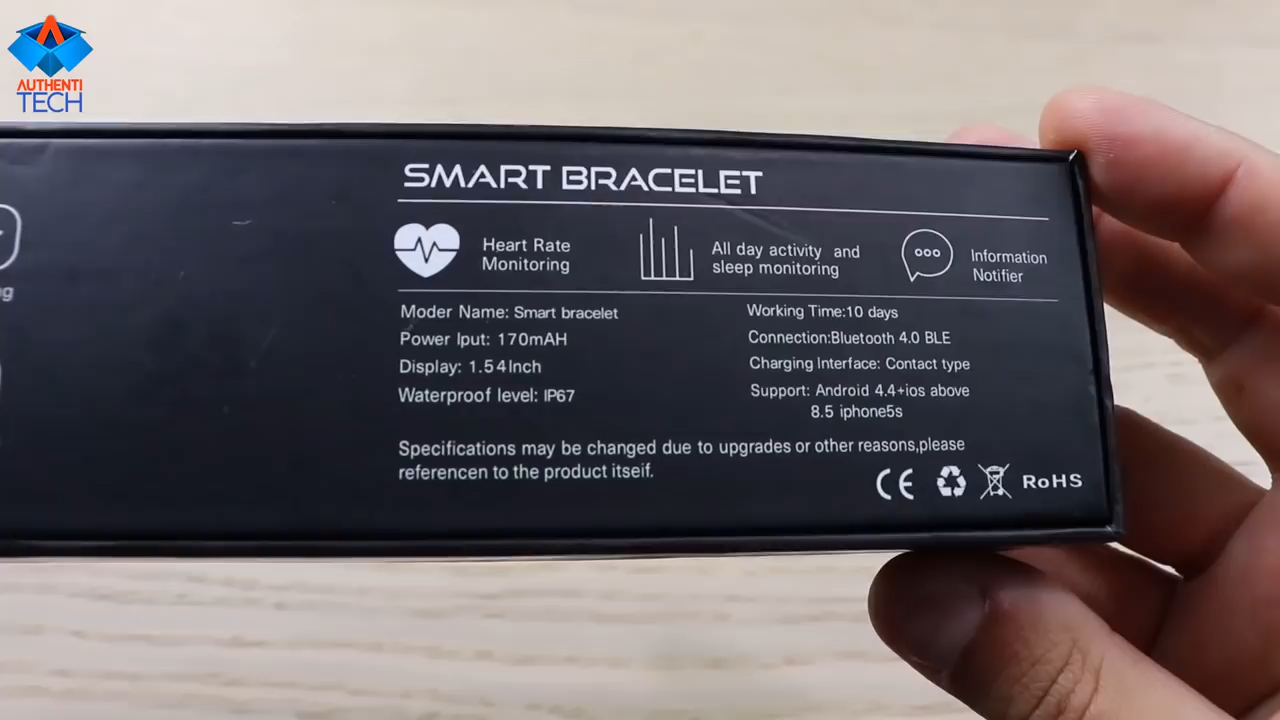 AUTHENTI
TECH
SMART BRACELET
Heart Rate
Monitoring
All day activity and
sleep monitoring
Information
Notifier
Moder Name: Smart bracelet
Power Iput: 170mAH
Display: 1.54Inch
Waterproof level: IP67
Working Time:10 days
Connection:Bluetooth 4.0 BLE
Charging Interface: Contact type
Support: Android 4.4+ios above
8.5 iphone5s
Specifications may be changed due to upgrades or other reasons,please
referencen to the product itseif.
CE
RoHS